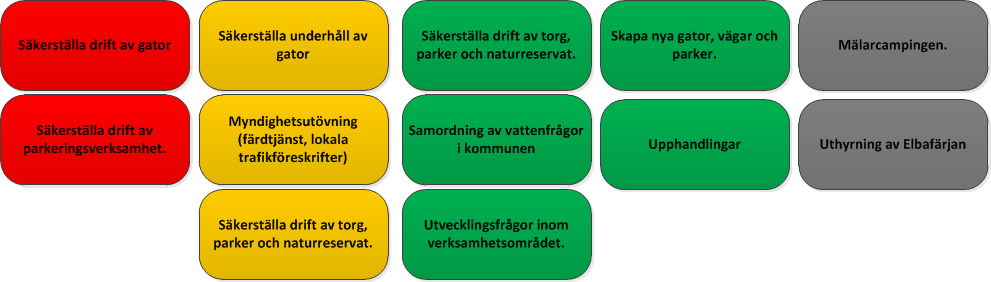 Säkerställa drift av gator
Säkerställa underhåll av
gator
Säkerställa drift av torg,
parker och naturreservat.
Skapa nya gator, vägar och
parker.
Mälarcampingen.
Säkerställa drift av
parkeringsverksamhet.
Myndighetsutövning
(färdtjänst, lokala
trafikföreskrifter)
Samordning av vattenfrågor
i kommunen
Upphandlingar
Uthyrning av Elbafärjan
Säkerställa drift av torg,
parker och naturreservat.
Utvecklingsfrågor inom
verksamhetsområdet.